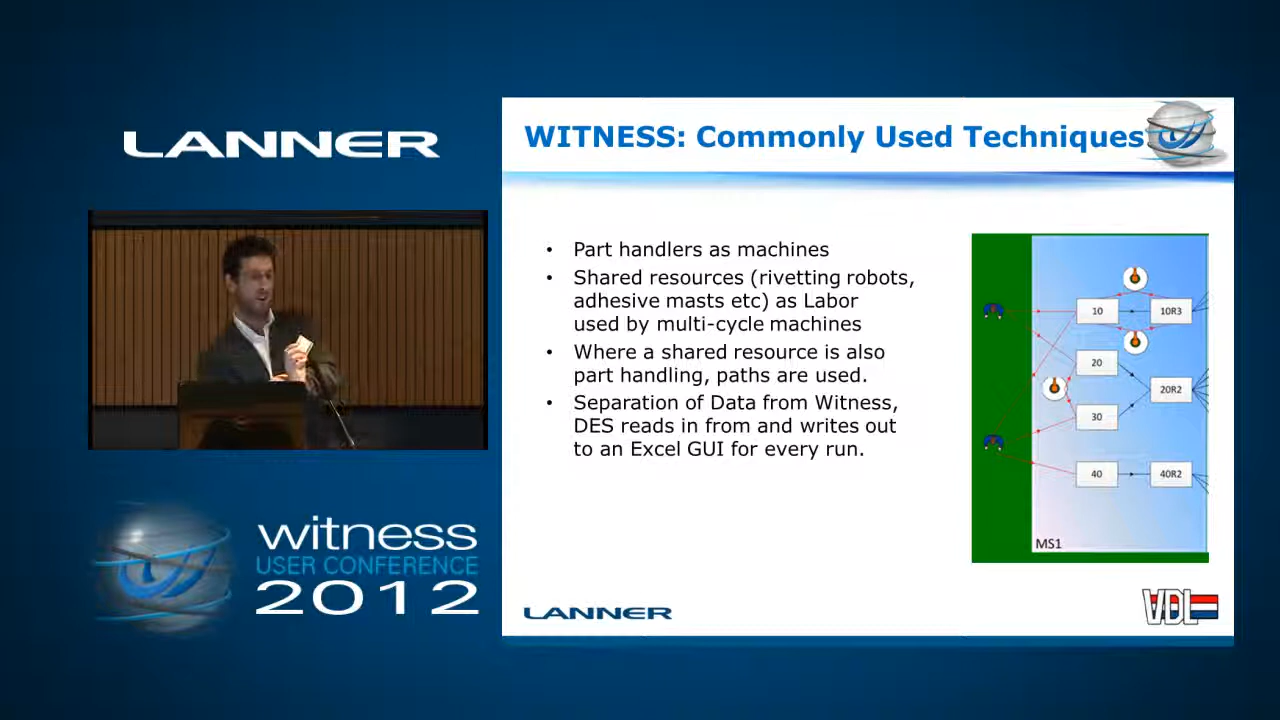 LANNER
witness
USER CONFERENCE
2012
WITNESS: Commonly Used Techniques
• Part handlers as machines
• Shared resources (rivetting robots,
adhesive masts etc) as Labor
used by multi-cycle machines
• Where a shared resource is also
part handling, paths are used.
• Separation of Data from Witness,
DES reads in from and writes out
to an Excel GUI for every run.
10
10R3
20
20R2
30
40
40R2
MS1
LANNER
VDL